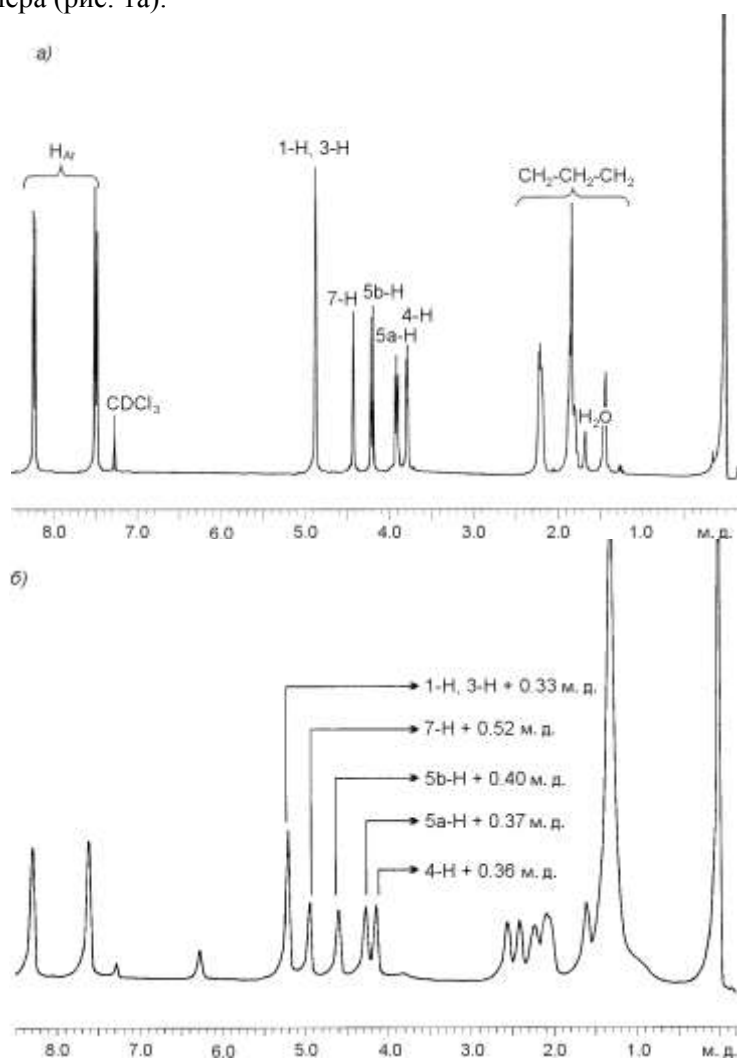 мера (рис. 1а).
а)
H_Ar
1-H, 3-H
CH₂-CH₂-CH₂
7-H
5b-H
5a-H
4-H
CDCl₃
H₂O
8.0 7.0 6.0 5.0 4.0 3.0 2.0 1.0 м. д.
б)
1-H, 3-H + 0.33 м. д.
7-H + 0.52 м. д.
5b-H + 0.40 м. д.
5a-H + 0.37 м. д.
4-H + 0.36 м. д.
8.0 7.0 6.0 5.0 4.0 3.0 2.0 1.0 м. д.